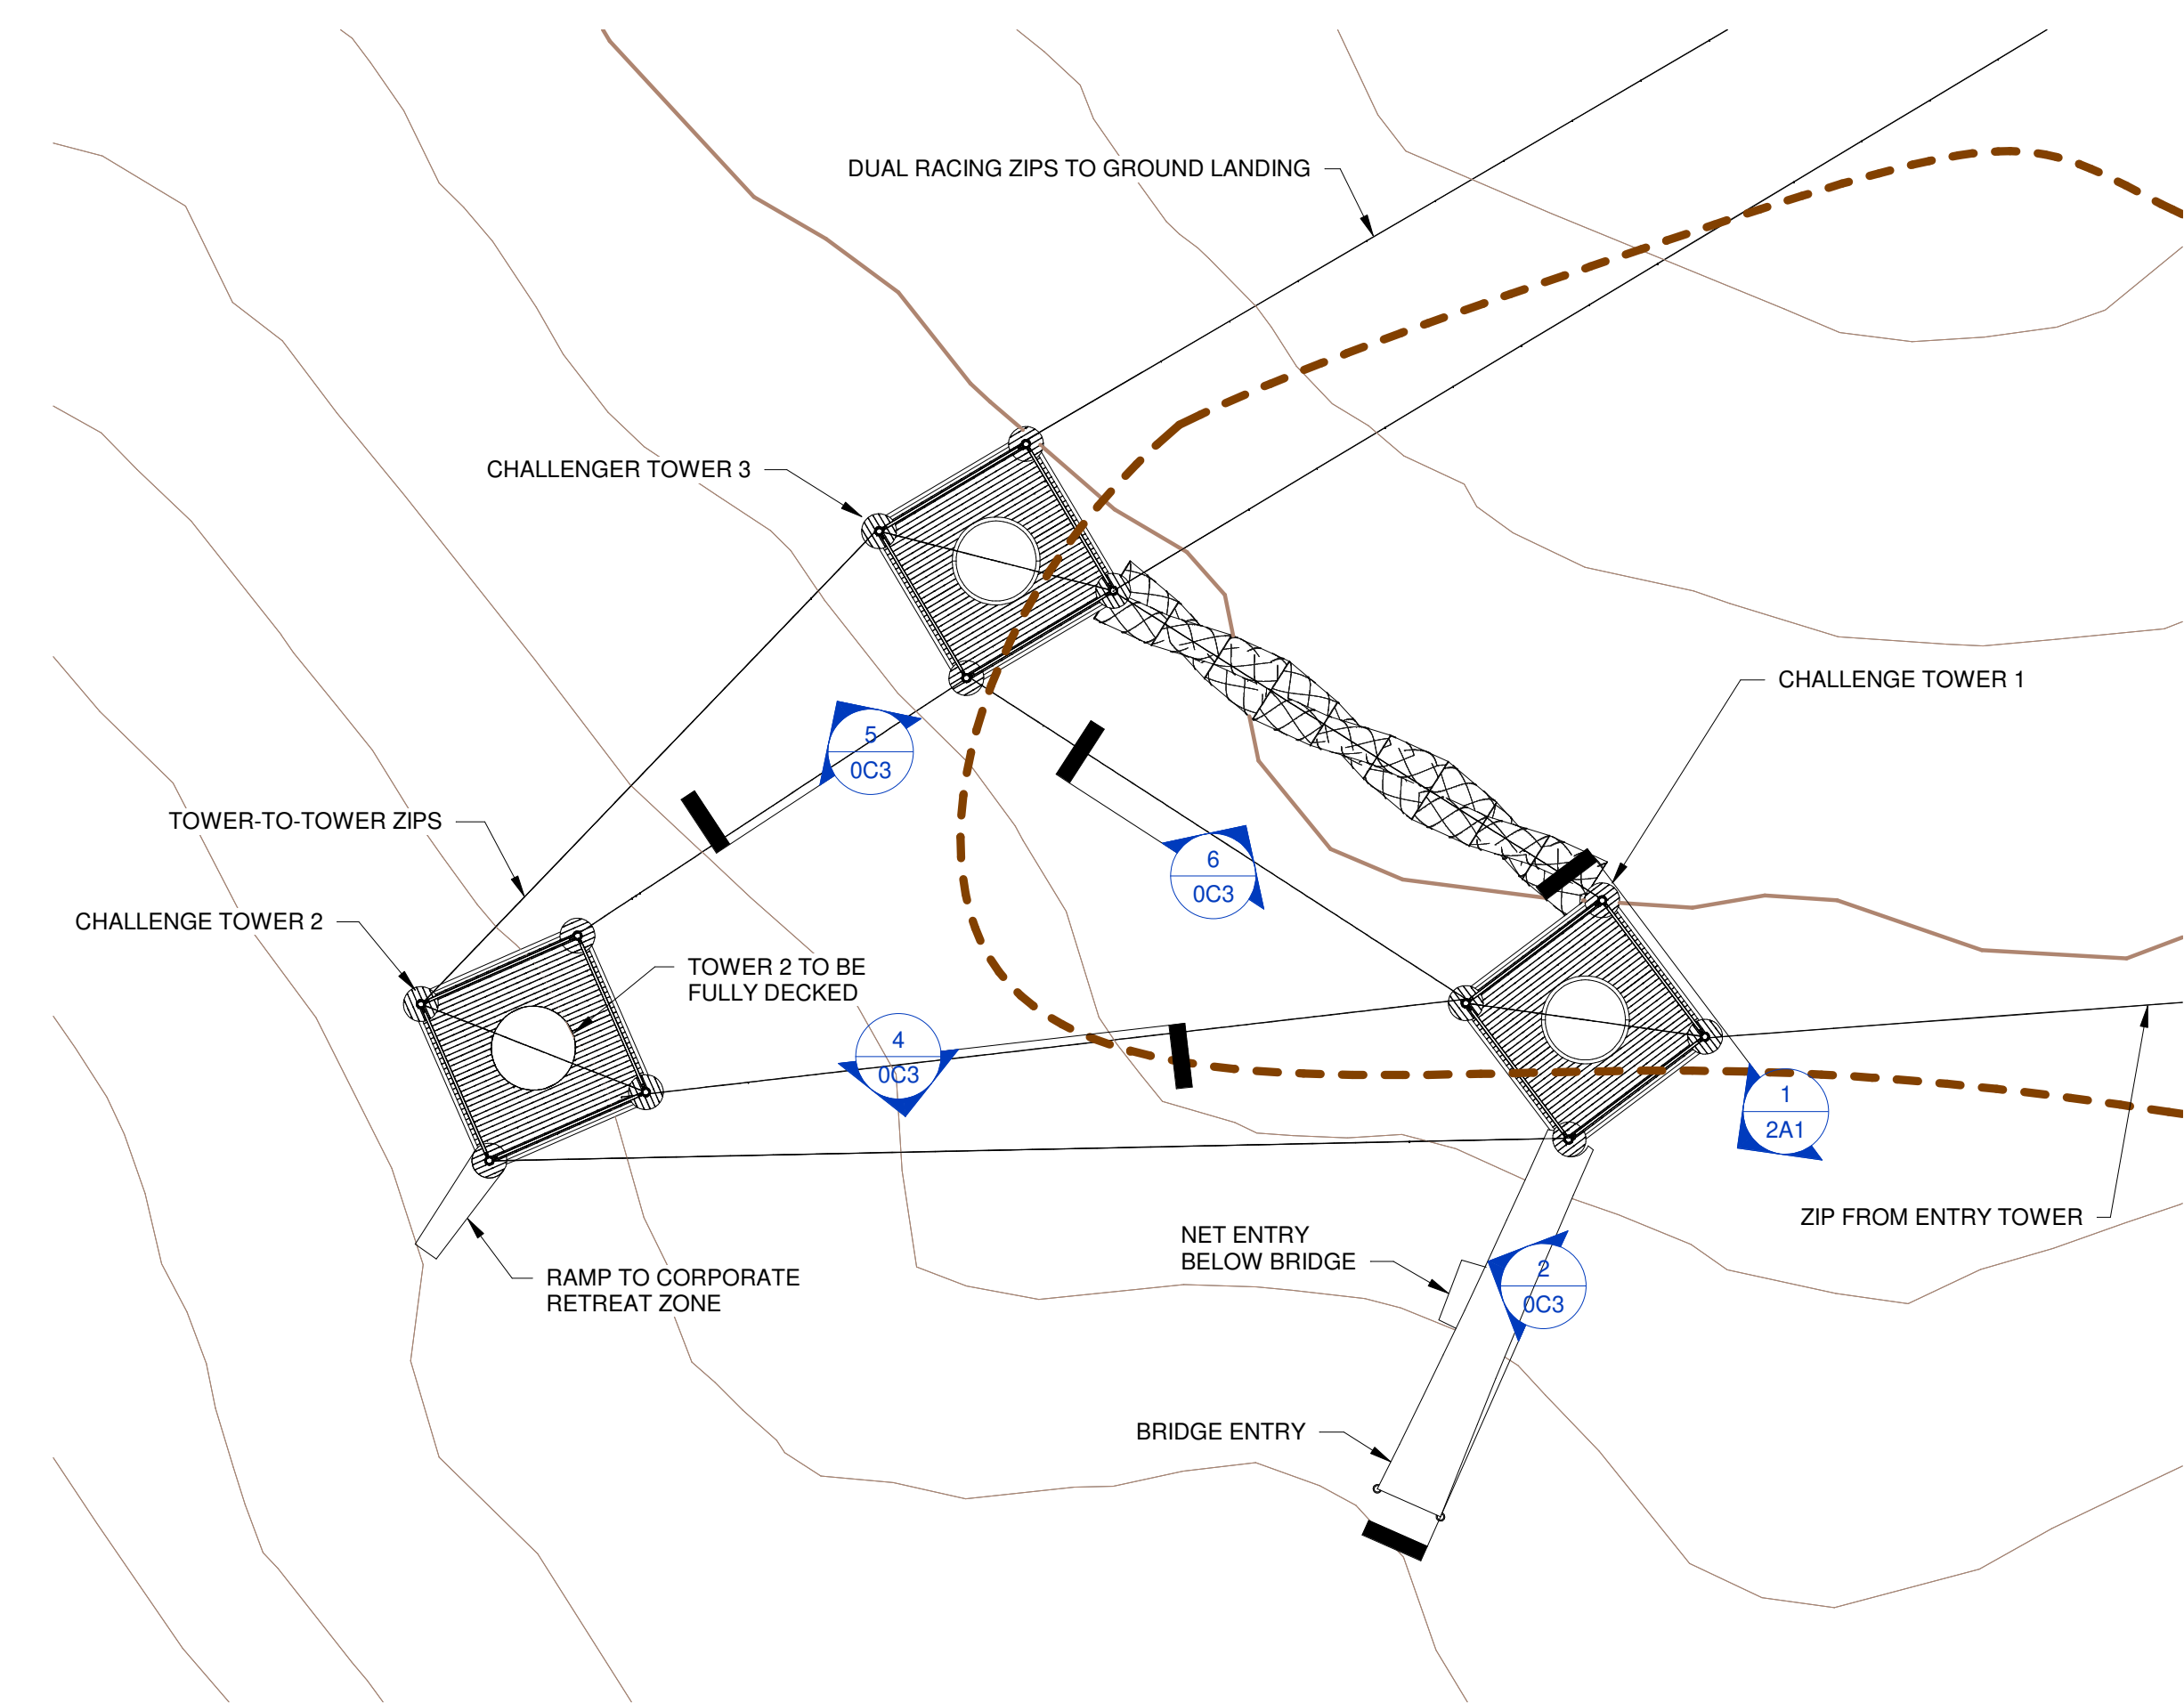 DUAL RACING ZIPS TO GROUND LANDING
CHALLENGER TOWER 3
CHALLENGE TOWER 1
5
0C3
TOWER-TO-TOWER ZIPS
6
0C3
CHALLENGE TOWER 2
TOWER 2 TO BE
FULLY DECKED
4
0C3
1
2A1
ZIP FROM ENTRY TOWER
NET ENTRY
BELOW BRIDGE
2
0C3
RAMP TO CORPORATE
RETREAT ZONE
BRIDGE ENTRY